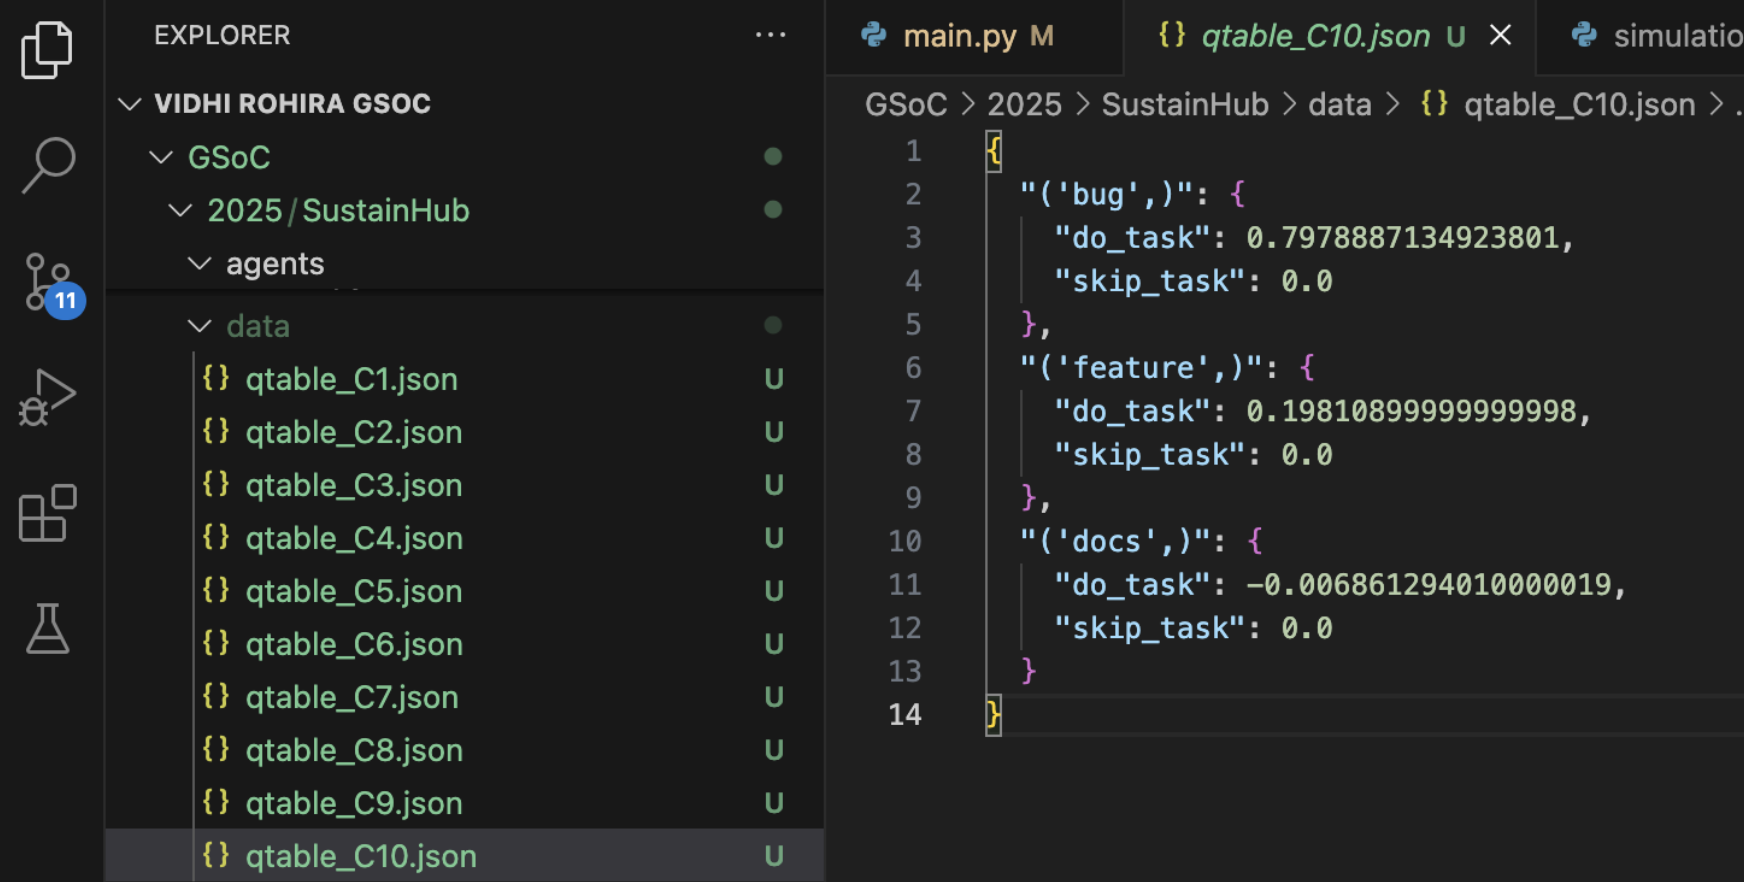 EXPLORER
VIDHI ROHIRA GSOC
GSoC
2025/SustainHub
agents
data
qtable_C1.json U
qtable_C2.json U
qtable_C3.json U
qtable_C4.json U
qtable_C5.json U
qtable_C6.json U
qtable_C7.json U
qtable_C8.json U
qtable_C9.json U
qtable_C10.json U
11
main.py M
{} qtable_C10.json U
simulatio
GSoC > 2025 > SustainHub > data > {} qtable_C10.json > .
1 {
2 "('bug',)": {
3 "do_task": 0.7978887134923801,
4 "skip_task": 0.0
5 },
6 "('feature',)": {
7 "do_task": 0.19810899999999998,
8 "skip_task": 0.0
9 },
10 "('docs',)": {
11 "do_task": -0.006861294010000019,
12 "skip_task": 0.0
13 }
14 }